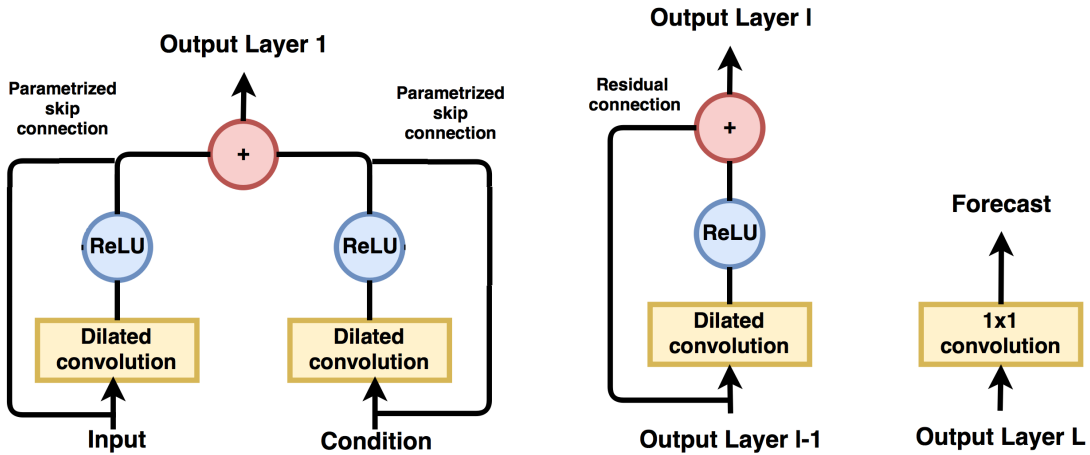 Output Layer 1
Parametrized
skip
connection
Parametrized
skip
connection
+
ReLU
ReLU
Dilated
convolution
Dilated
convolution
Input
Condition
Output Layer l
Residual
connection
+
ReLU
Dilated
convolution
Output Layer l-1
Forecast
1x1
convolution
Output Layer L